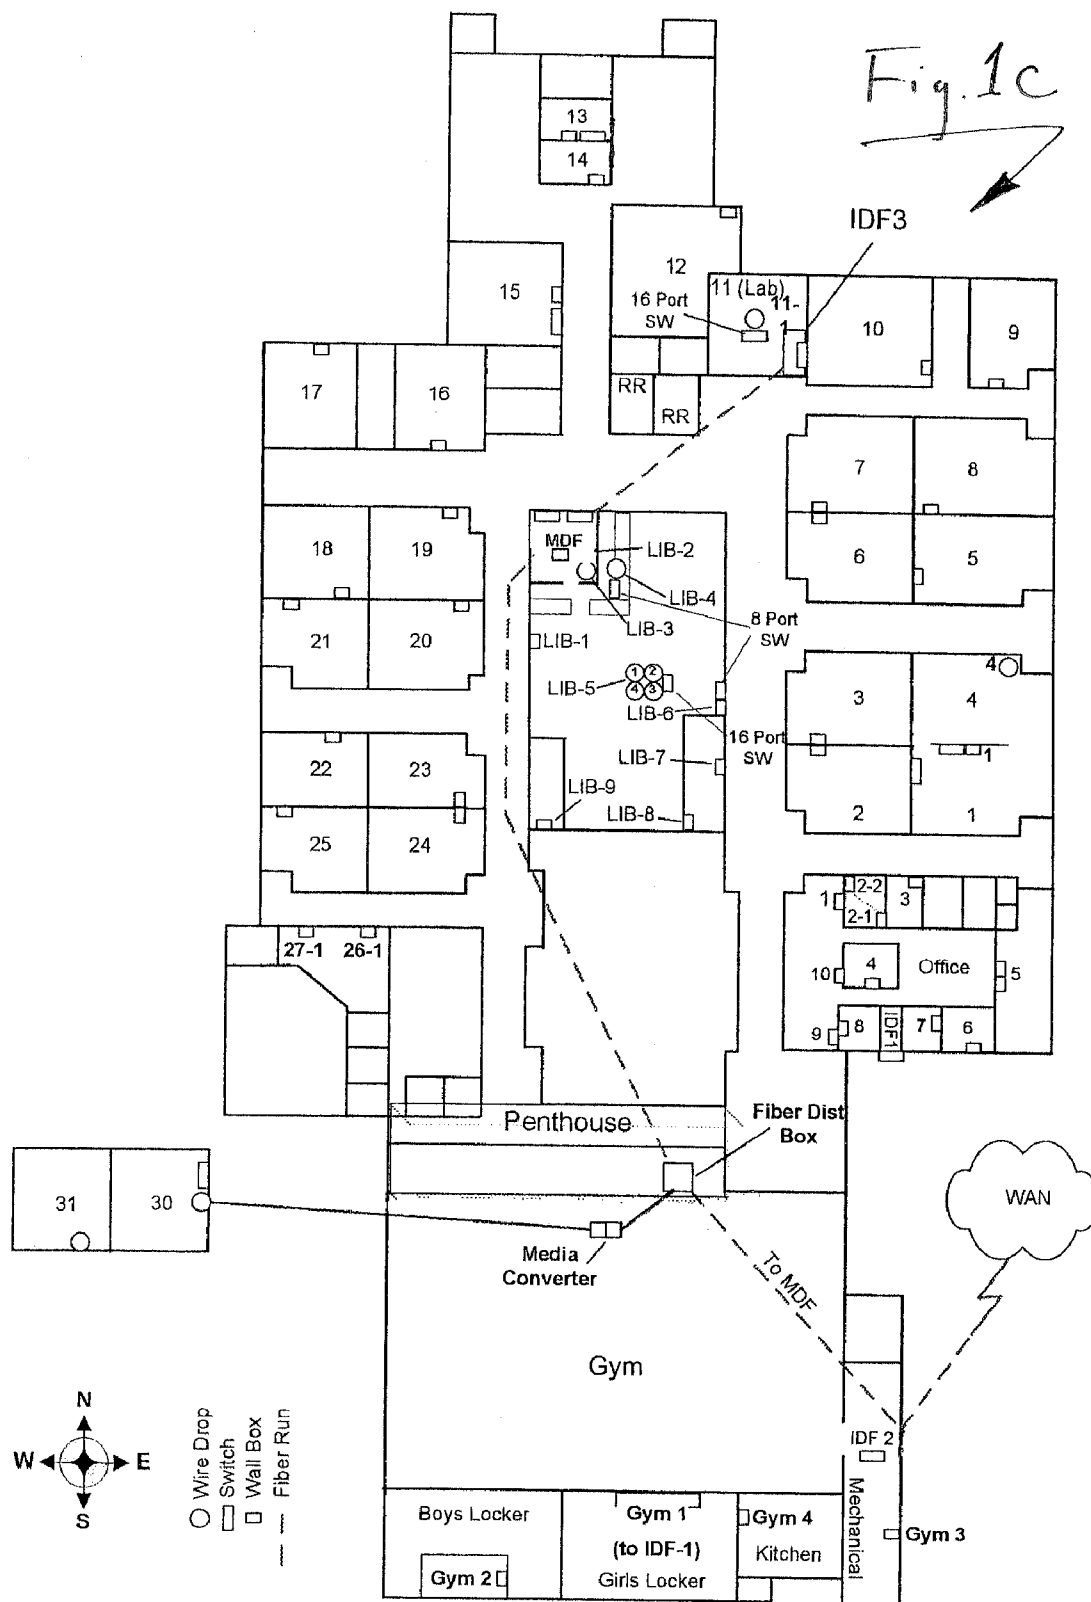 Fig. 1c
13
14
IDF3
12
11 (Lab)
15
16 Port
SW
11-
1
10
9
17
16
RR
RR
7
8
MDF
LIB-2
18
19
6
5
LIB-4
8 Port
SW
LIB-3
21
20
LIB-1
4
1 2
LIB-5
3
4
4 3
LIB-6
16 Port
SW
22
23
LIB-7
1
LIB-9
25
24
LIB-8
2
1
1
2-2
3
2-1
27-1
26-1
10
4
Office
5
9
8
IDF1
7
6
Penthouse
Fiber Dist
Box
31
30
WAN
Media
Converter
To MDF
Gym
N
W
E
S
Wire Drop
Switch
Wall Box
Fiber Run
IDF 2
Mechanical
Boys Locker
Gym 1
Gym 4
Gym 3
(to IDF-1)
Kitchen
Gym 2
Girls Locker